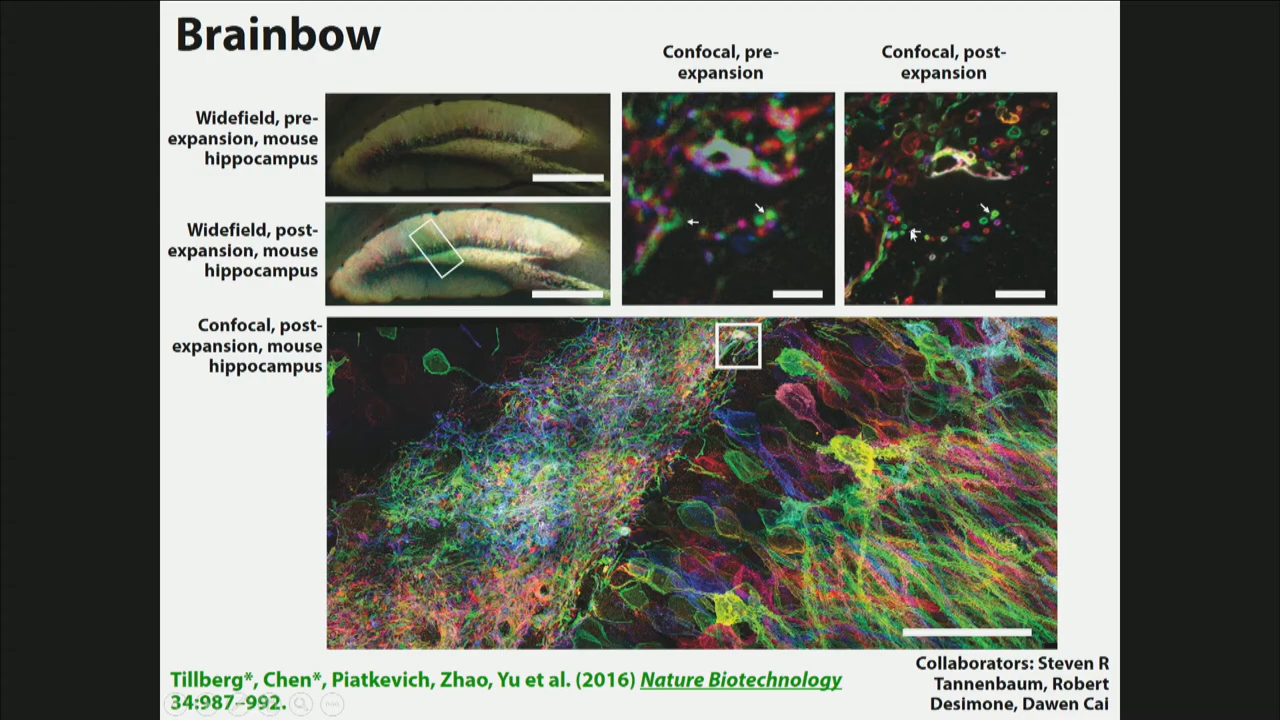 Brainbow
Confocal, pre-
expansion
Confocal, post-
expansion
Widefield, pre-
expansion, mouse
hippocampus
Widefield, post-
expansion, mouse
hippocampus
Confocal, post-
expansion, mouse
hippocampus
Tillberg*, Chen*, Piatkevich, Zhao, Yu et al. (2016) Nature Biotechnology
34:987–992.
Collaborators: Steven R
Tannenbaum, Robert
Desimone, Dawen Cai